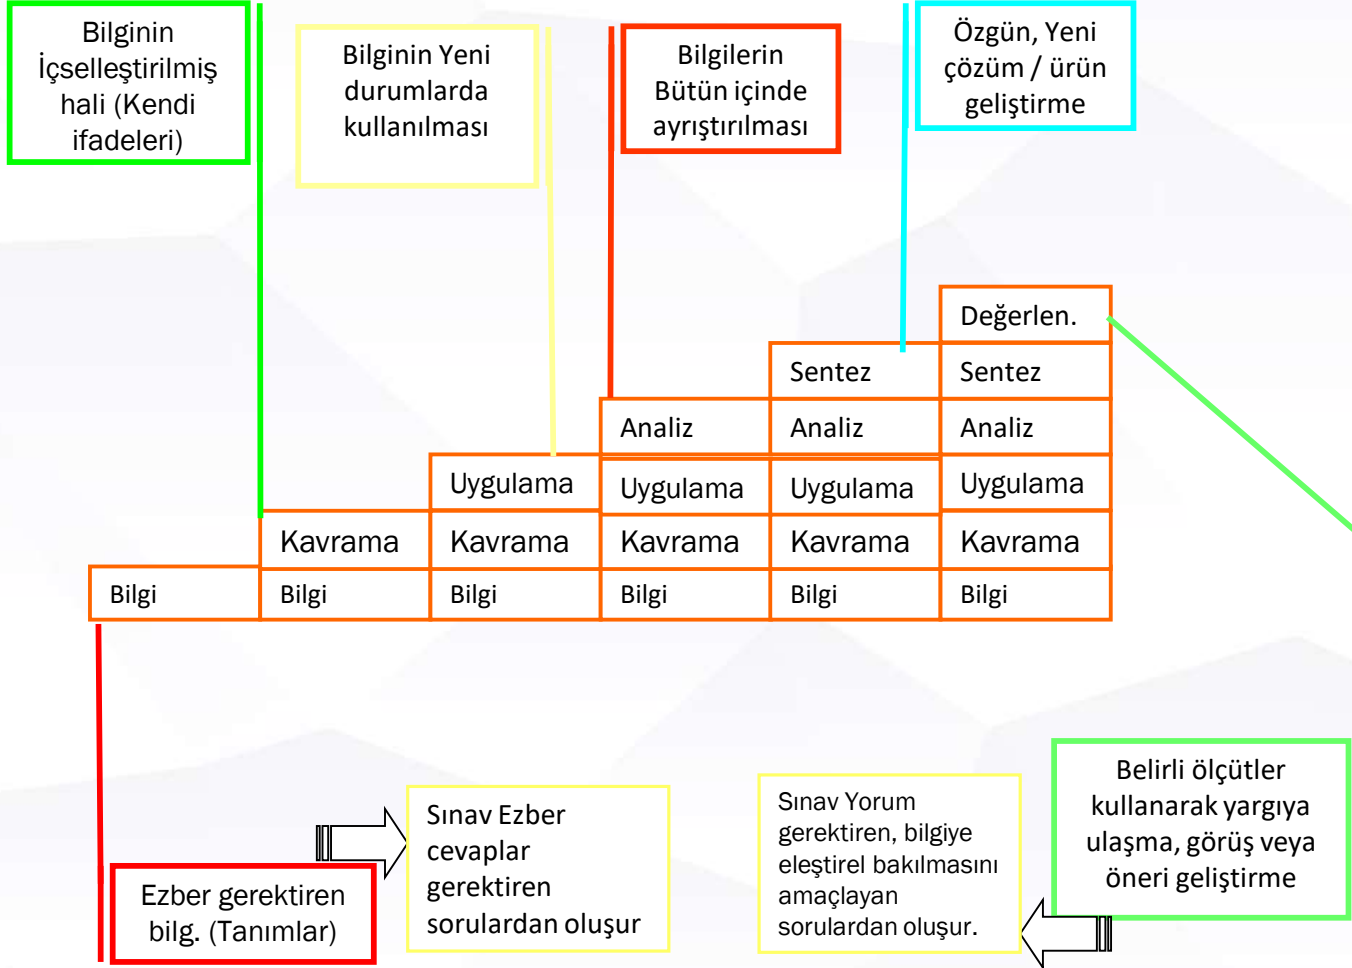 Bilginin
İçselleştirilmiş
hali (Kendi
ifadeleri)
Bilginin Yeni
durumlarda
kullanılması
Bilgilerin
Bütün içinde
ayrıştırılması
Özgün, Yeni
çözüm / ürün
geliştirme
Değerlen.
Sentez Sentez
Analiz Analiz Analiz
Uygulama Uygulama Uygulama Uygulama
Kavrama Kavrama Kavrama Kavrama Kavrama
Bilgi Bilgi Bilgi Bilgi Bilgi Bilgi
Ezber gerektiren
bilg. (Tanımlar)
Sınav Ezber
cevaplar
gerektiren
sorulardan oluşur
Sınav Yorum
gerektiren, bilgiye
eleştirel bakılmasını
amaçlayan
sorulardan oluşur.
Belirli ölçütler
kullanarak yargıya
ulaşma, görüş veya
öneri geliştirme